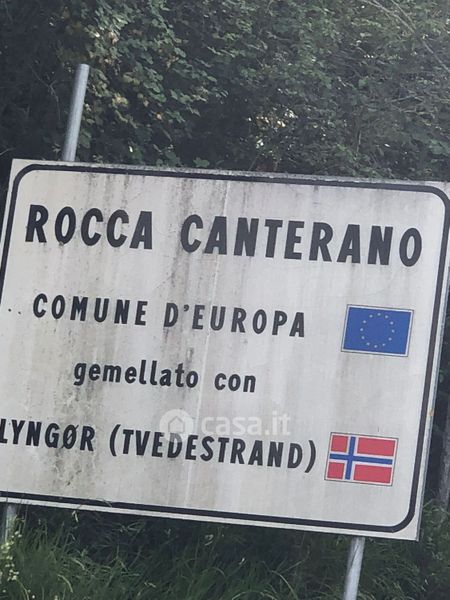 ROCCA CANTERANO
COMUNE D'EUROPA
gemellato con
LYNGØR (TVEDESTRAND)
casa.it